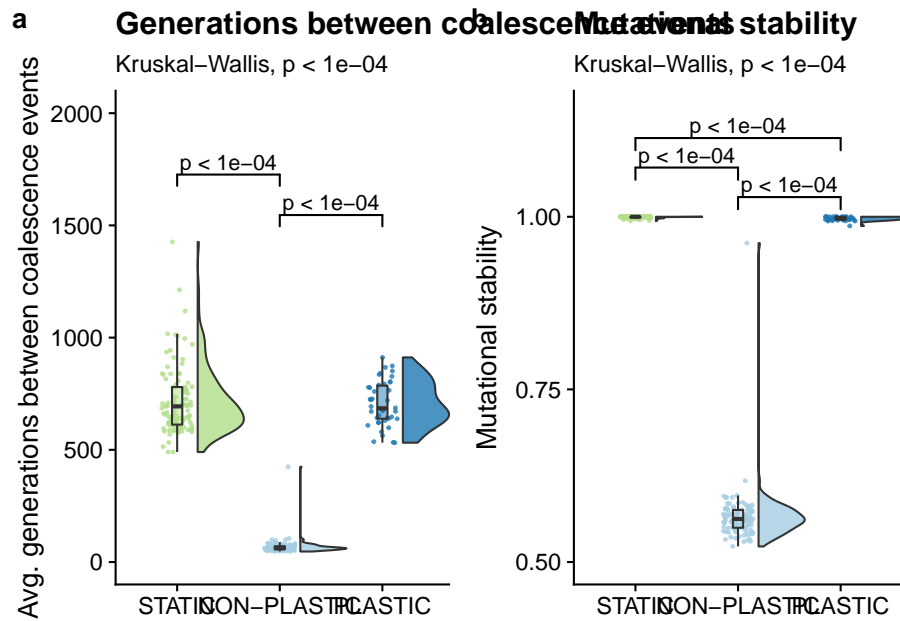 a
Generations between coalescence events
Kruskal−Wallis, p < 1e−04
Avg. generations between coalescence events
2000
1500
1000
500
0
p < 1e−04
p < 1e−04
STATIC
NON−PLASTIC
PLASTIC
b
Mutational stability
Kruskal−Wallis, p < 1e−04
Mutational stability
1.00
0.75
0.50
p < 1e−04
p < 1e−04
p < 1e−04
STATIC
NON−PLASTIC
PLASTIC